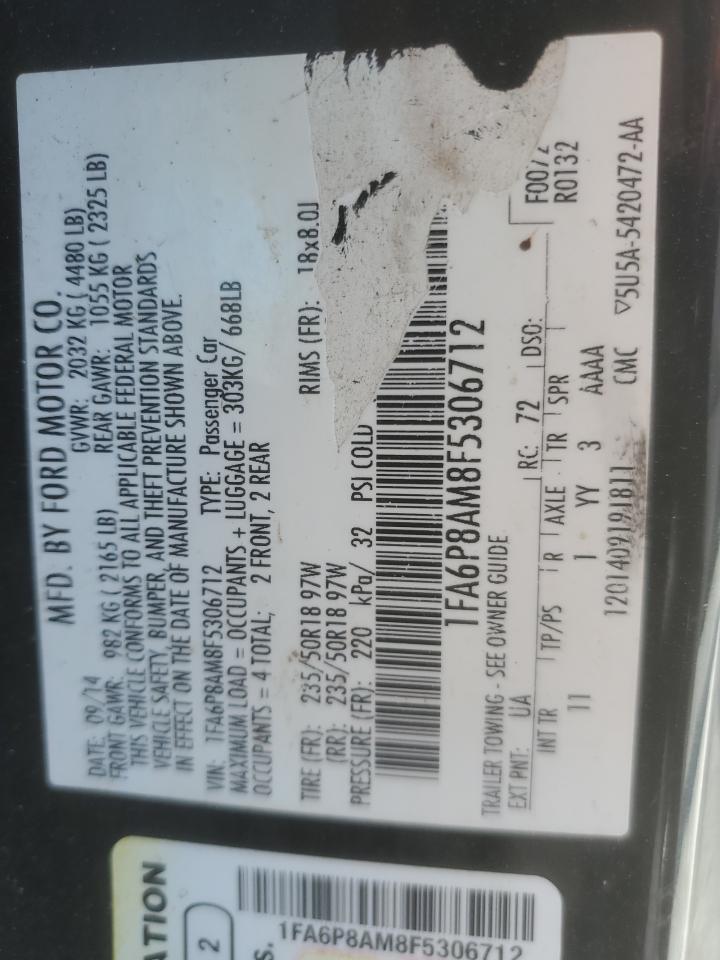 MFD. BY FORD MOTOR CO.
DATE: 09/14 GVWR: 2032 KG ( 4480 LB)
FRONT GAWR: 982 KG ( 2165 LB) REAR GAWR: 1055 KG ( 2325 LB)
THIS VEHICLE CONFORMS TO ALL APPLICABLE FEDERAL MOTOR
VEHICLE SAFETY, BUMPER, AND THEFT PREVENTION STANDARDS
IN EFFECT ON THE DATE OF MANUFACTURE SHOWN ABOVE.
VIN: 1FA6P8AM8F5306712 TYPE: Passenger Car
MAXIMUM LOAD = OCCUPANTS + LUGGAGE = 303KG/ 668LB
OCCUPANTS = 4 TOTAL; 2 FRONT, 2 REAR
TIRE (FR): 235/50R18 97W RIMS (FR): 18x8.0J
(RR): 235/50R18 97W
PRESSURE (FR): 220 kPa/ 32 PSI COLD
1FA6P8AM8F5306712
TRAILER TOWING - SEE OWNER GUIDE
F0072
EXT PNT: UA RC: 72 DSO: R0132
INT TR TP/PS R AXLE TR SPR
11 1 YY 3 AAAA
1201409191811 CMC ▽5U5A-5420472-AA
ATION
2
S.
1FA6P8AM8F5306712